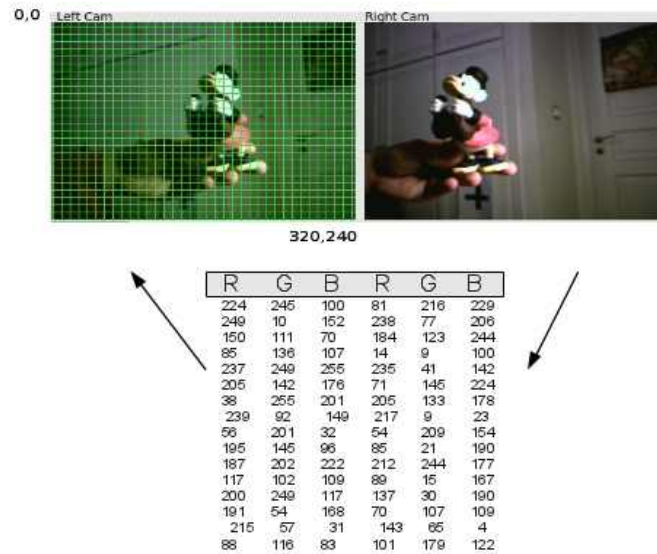 0,0 Left Cam Right Cam
320,240
R G B R G B
224 245 100 81 216 229
249 10 152 238 77 206
150 111 70 184 123 244
85 136 107 14 9 100
237 249 255 235 41 142
205 142 176 71 145 224
38 255 201 205 133 178
239 92 149 217 9 23
56 201 32 54 209 154
195 145 96 85 21 190
187 202 222 212 244 177
117 102 109 89 15 167
200 249 117 137 30 190
191 54 168 70 107 109
215 57 31 143 65 4
88 116 83 101 179 122